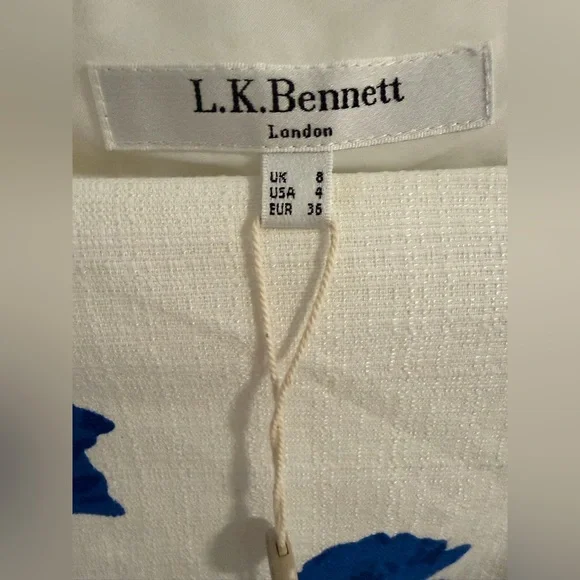 L.K.Bennett
London
UK 8
USA 4
EUR 36